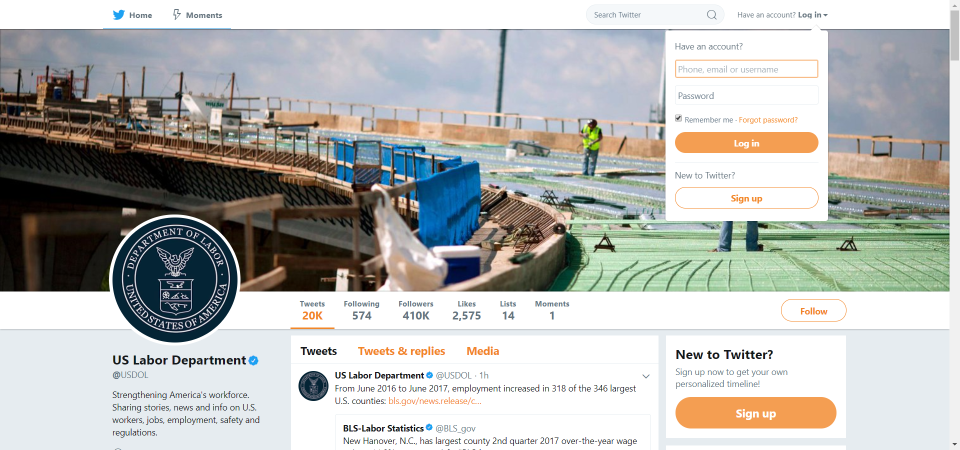 Home
Moments
Search Twitter
Have an account? Log in
Have an account?
Phone, email or username
Password
Remember me · Forgot password?
Log in
New to Twitter?
Sign up
DEPARTMENT OF LABOR
UNITED STATES OF AMERICA
Tweets
20K
Following
574
Followers
410K
Likes
2,575
Lists
14
Moments
1
Follow
US Labor Department
@USDOL
Strengthening America's workforce.
Sharing stories, news and info on U.S.
workers, jobs, employment, safety and
regulations.
Tweets
Tweets & replies
Media
US Labor Department @USDOL · 1h
From June 2016 to June 2017, employment increased in 318 of the 346 largest
U.S. counties: bls.gov/news.release/c...
BLS-Labor Statistics @BLS_gov
New Hanover, N.C., has largest county 2nd quarter 2017 over-the-year wage
New to Twitter?
Sign up now to get your own
personalized timeline!
Sign up